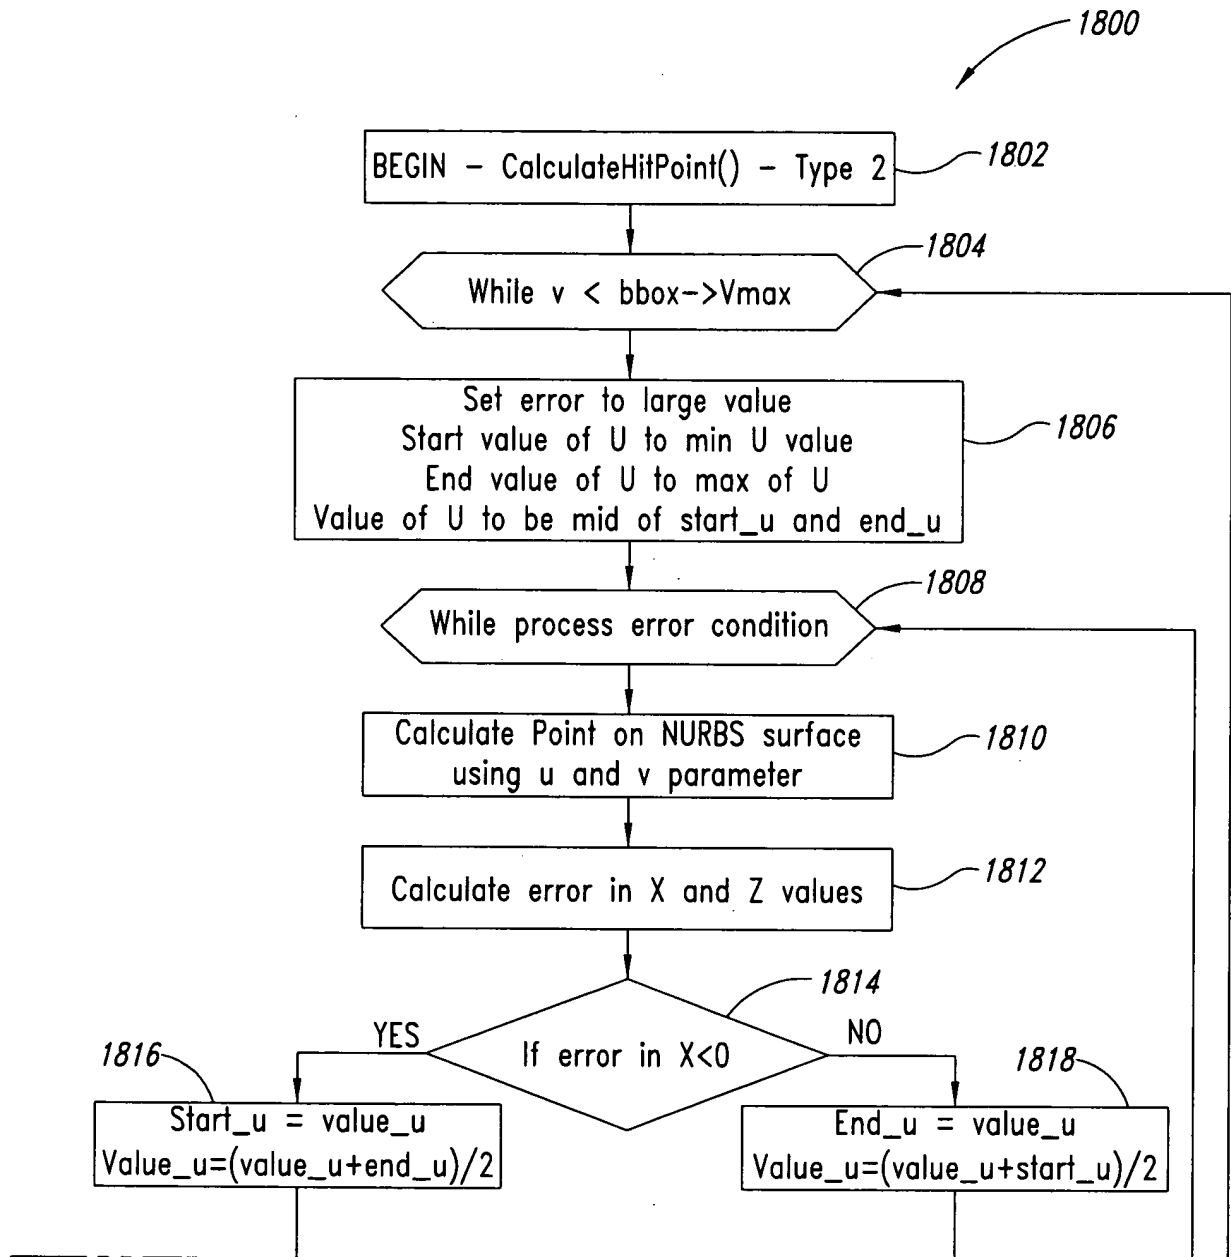 1800
BEGIN - CalculateHitPoint() - Type 2
1802
1804
While v < bbox->Vmax
Set error to large value
Start value of U to min U value
End value of U to max of U
Value of U to be mid of start_u and end_u
1806
1808
While process error condition
Calculate Point on NURBS surface
using u and v parameter
1810
Calculate error in X and Z values
1812
1814
YES
If error in X<0
NO
1816
Start_u = value_u
Value_u=(value_u+end_u)/2
1818
End_u = value_u
Value_u=(value_u+start_u)/2